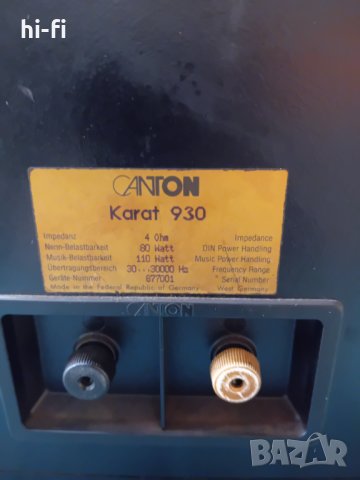 hi-fi
CANTON
Karat 930
Impedanz 4 Ohm Impedance
Nenn-Belastbarkeit 80 Watt DIN Power Handling
Musik-Belastbarkeit 110 Watt Music Power Handling
Übertragungsbereich 30...30000 Hz Frequency Range
Geräte Nummer 877001 Serial Number
Made in the Federal Republic of Germany West Germany
CANTON
BAZAR